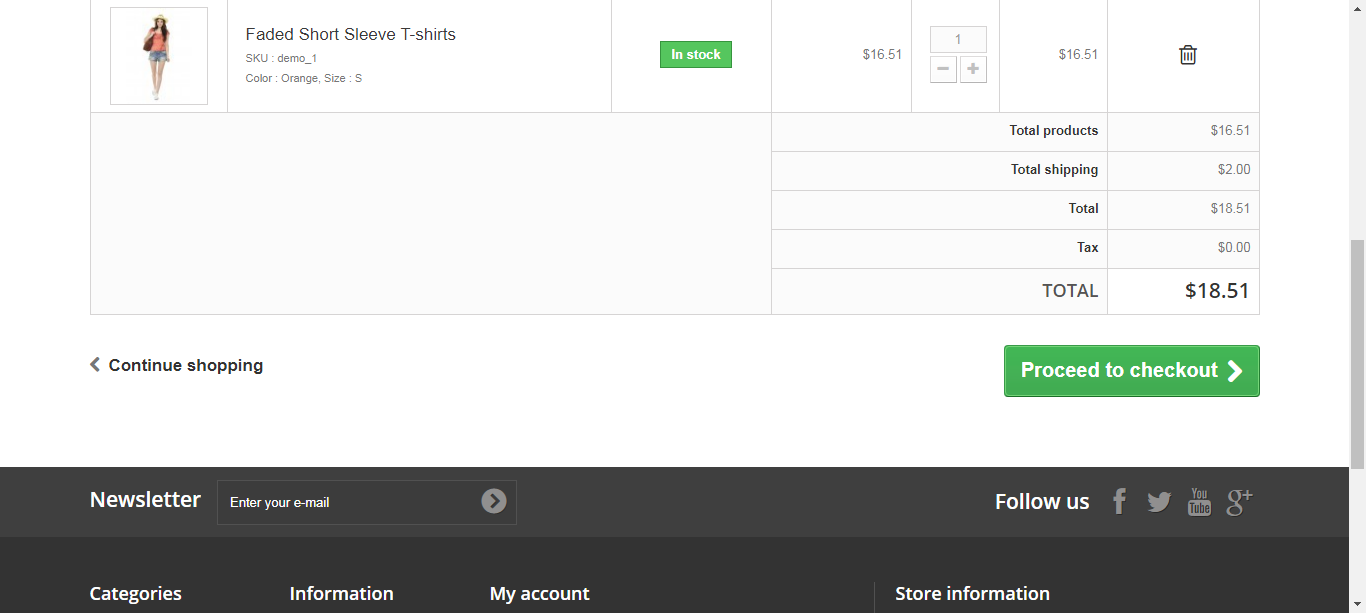 Faded Short Sleeve T-shirts
SKU : demo_1
Color : Orange, Size : S
In stock
$16.51
1
$16.51
Total products $16.51
Total shipping $2.00
Total $18.51
Tax $0.00
TOTAL $18.51
Continue shopping
Proceed to checkout
Newsletter
Enter your e-mail
Follow us
f
You
Tube
g+
Categories
Information
My account
Store information